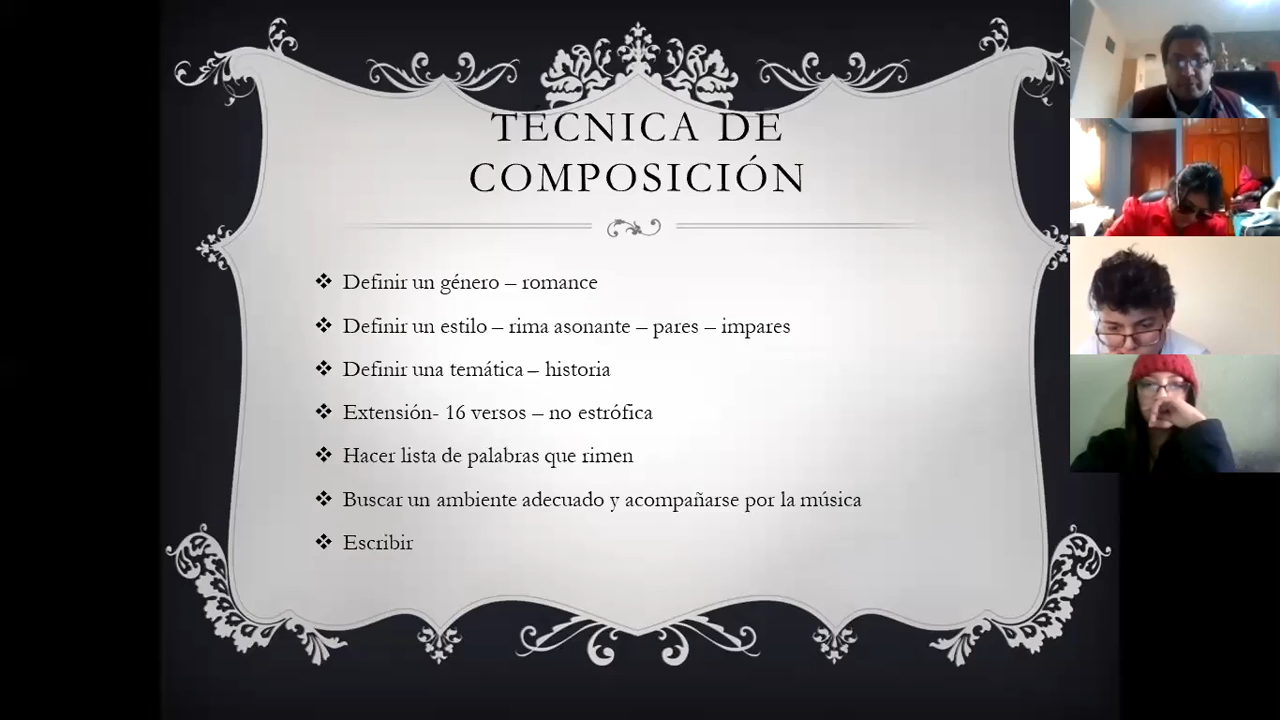 TÉCNICA DE
COMPOSICIÓN
❖ Definir un género – romance
❖ Definir un estilo – rima asonante – pares – impares
❖ Definir una temática – historia
❖ Extensión- 16 versos – no estrófica
❖ Hacer lista de palabras que rimen
❖ Buscar un ambiente adecuado y acompañarse por la música
❖ Escribir